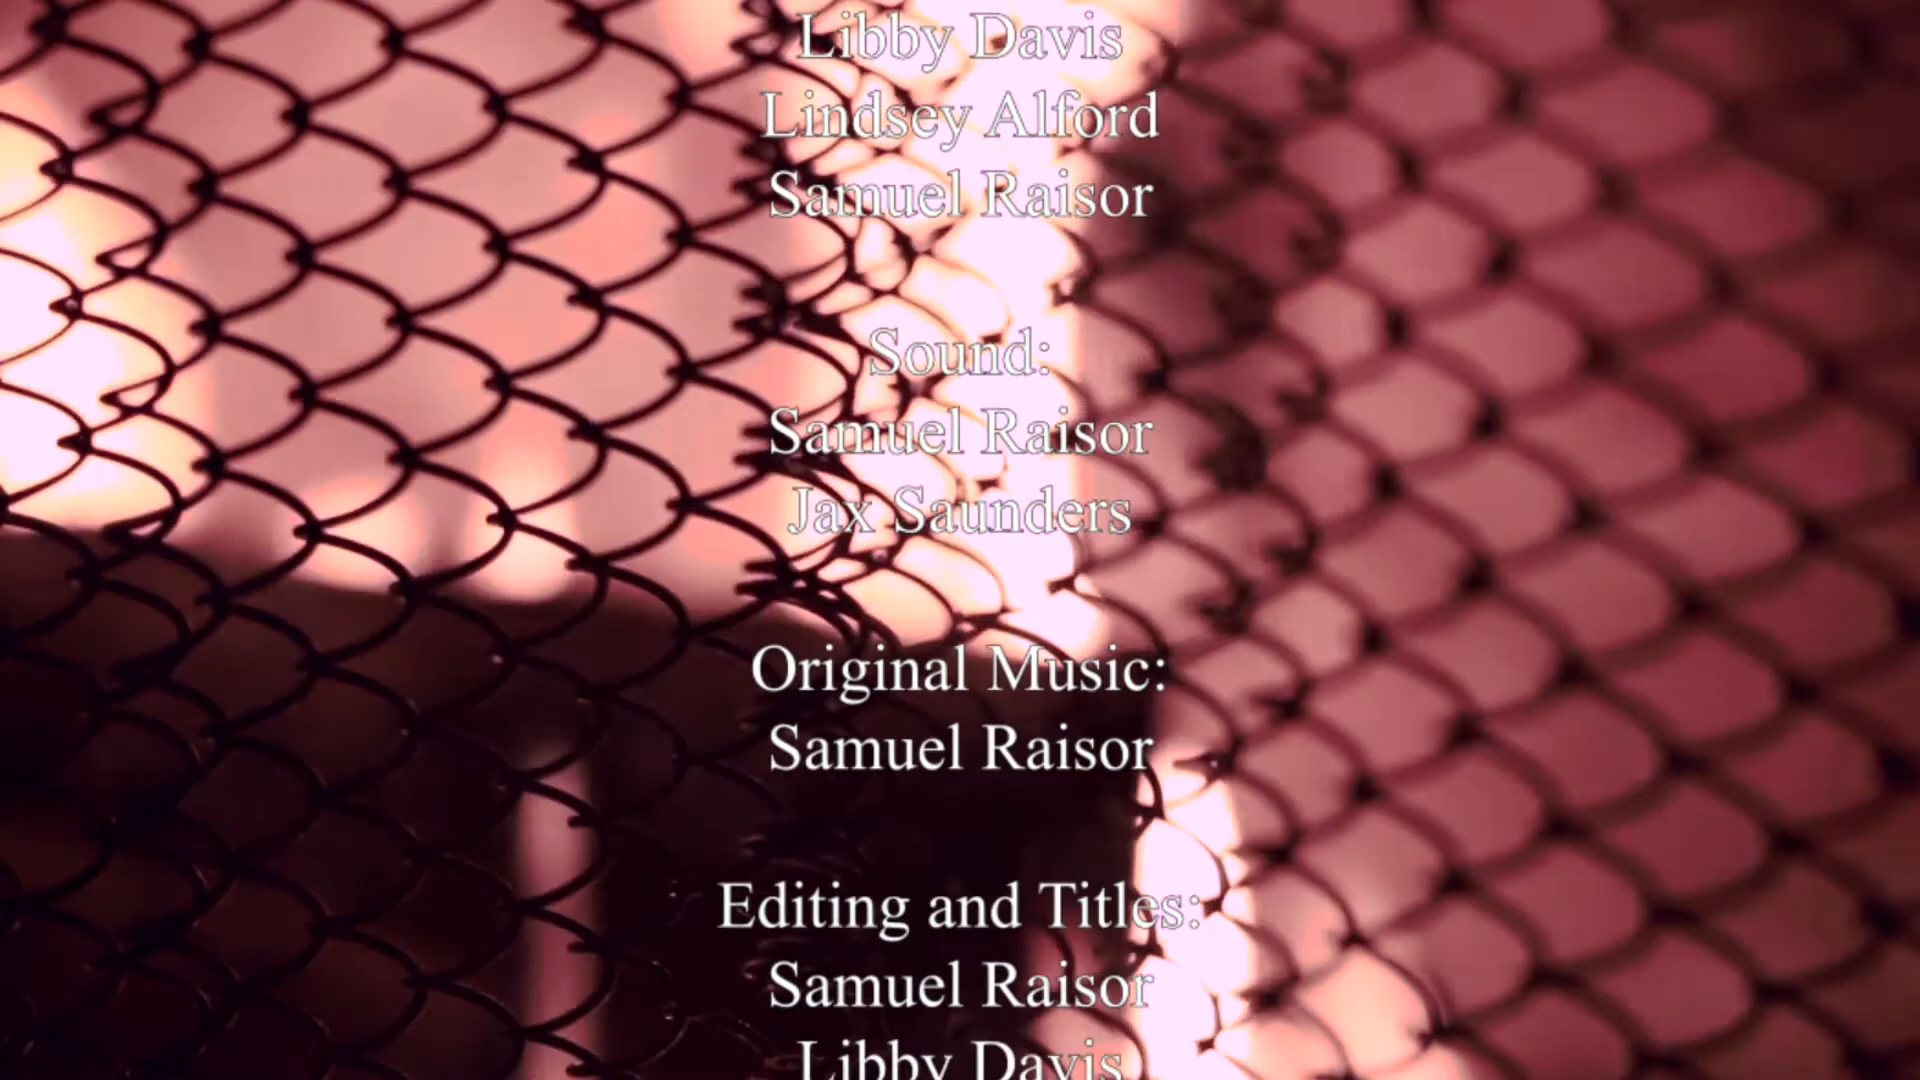 Libby Davis
Lindsey Alford
Samuel Raisor
Sound:
Samuel Raisor
Jax Saunders
Original Music:
Samuel Raisor
Editing and Titles:
Samuel Raisor
Libby Davis